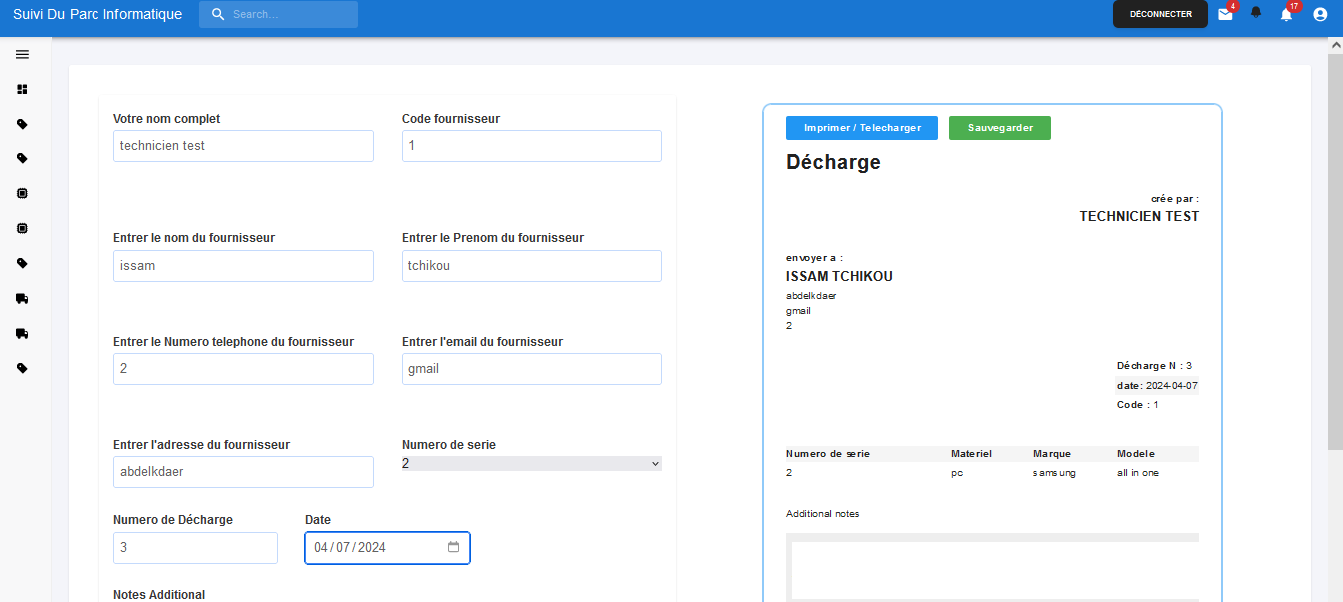 Suivi Du Parc Informatique
Search...
DÉCONNECTER
4
17
Votre nom complet
Code fournisseur
technicien test
1
Entrer le nom du fournisseur
Entrer le Prenom du fournisseur
issam
tchikou
Entrer le Numero telephone du fournisseur
Entrer l'email du fournisseur
2
gmail
Entrer l'adresse du fournisseur
Numero de serie
abdelkdaer
2
Numero de Décharge
Date
3
04/07/2024
Notes Additional
Imprimer / Telecharger
Sauvegarder
Décharge
crée par :
TECHNICIEN TEST
envoyer a :
ISSAM TCHIKOU
abdelkdaer
gmail
2
Décharge N : 3
date: 2024-04-07
Code : 1
Numero de serie Materiel Marque Modele
2 pc samsung all in one
Additional notes